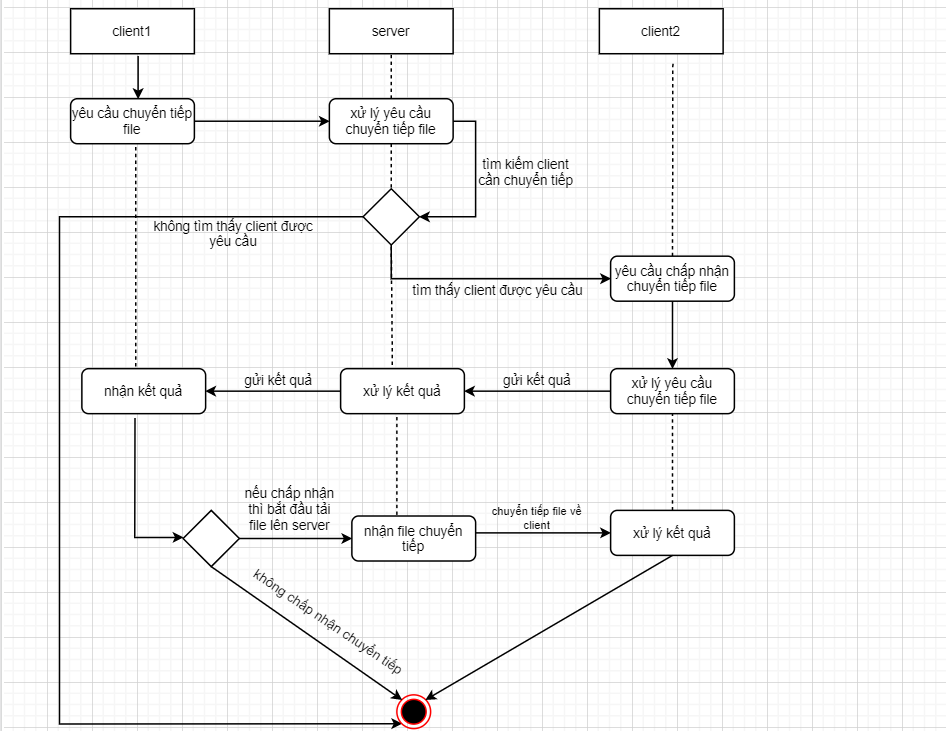 client1
server
client2
yêu cầu chuyển tiếp
file
xử lý yêu cầu
chuyển tiếp file
tìm kiếm client
cần chuyển tiếp
không tìm thấy client được
yêu cầu
yêu cầu chấp nhận
chuyển tiếp file
tìm thấy client được yêu cầu
nhận kết quả
gửi kết quả
xử lý kết quả
gửi kết quả
xử lý yêu cầu
chuyển tiếp file
nếu chấp nhận
thì bắt đầu tải
file lên server
nhận file chuyển
tiếp
chuyển tiếp file về
client
xử lý kết quả
không chấp nhận chuyển tiếp